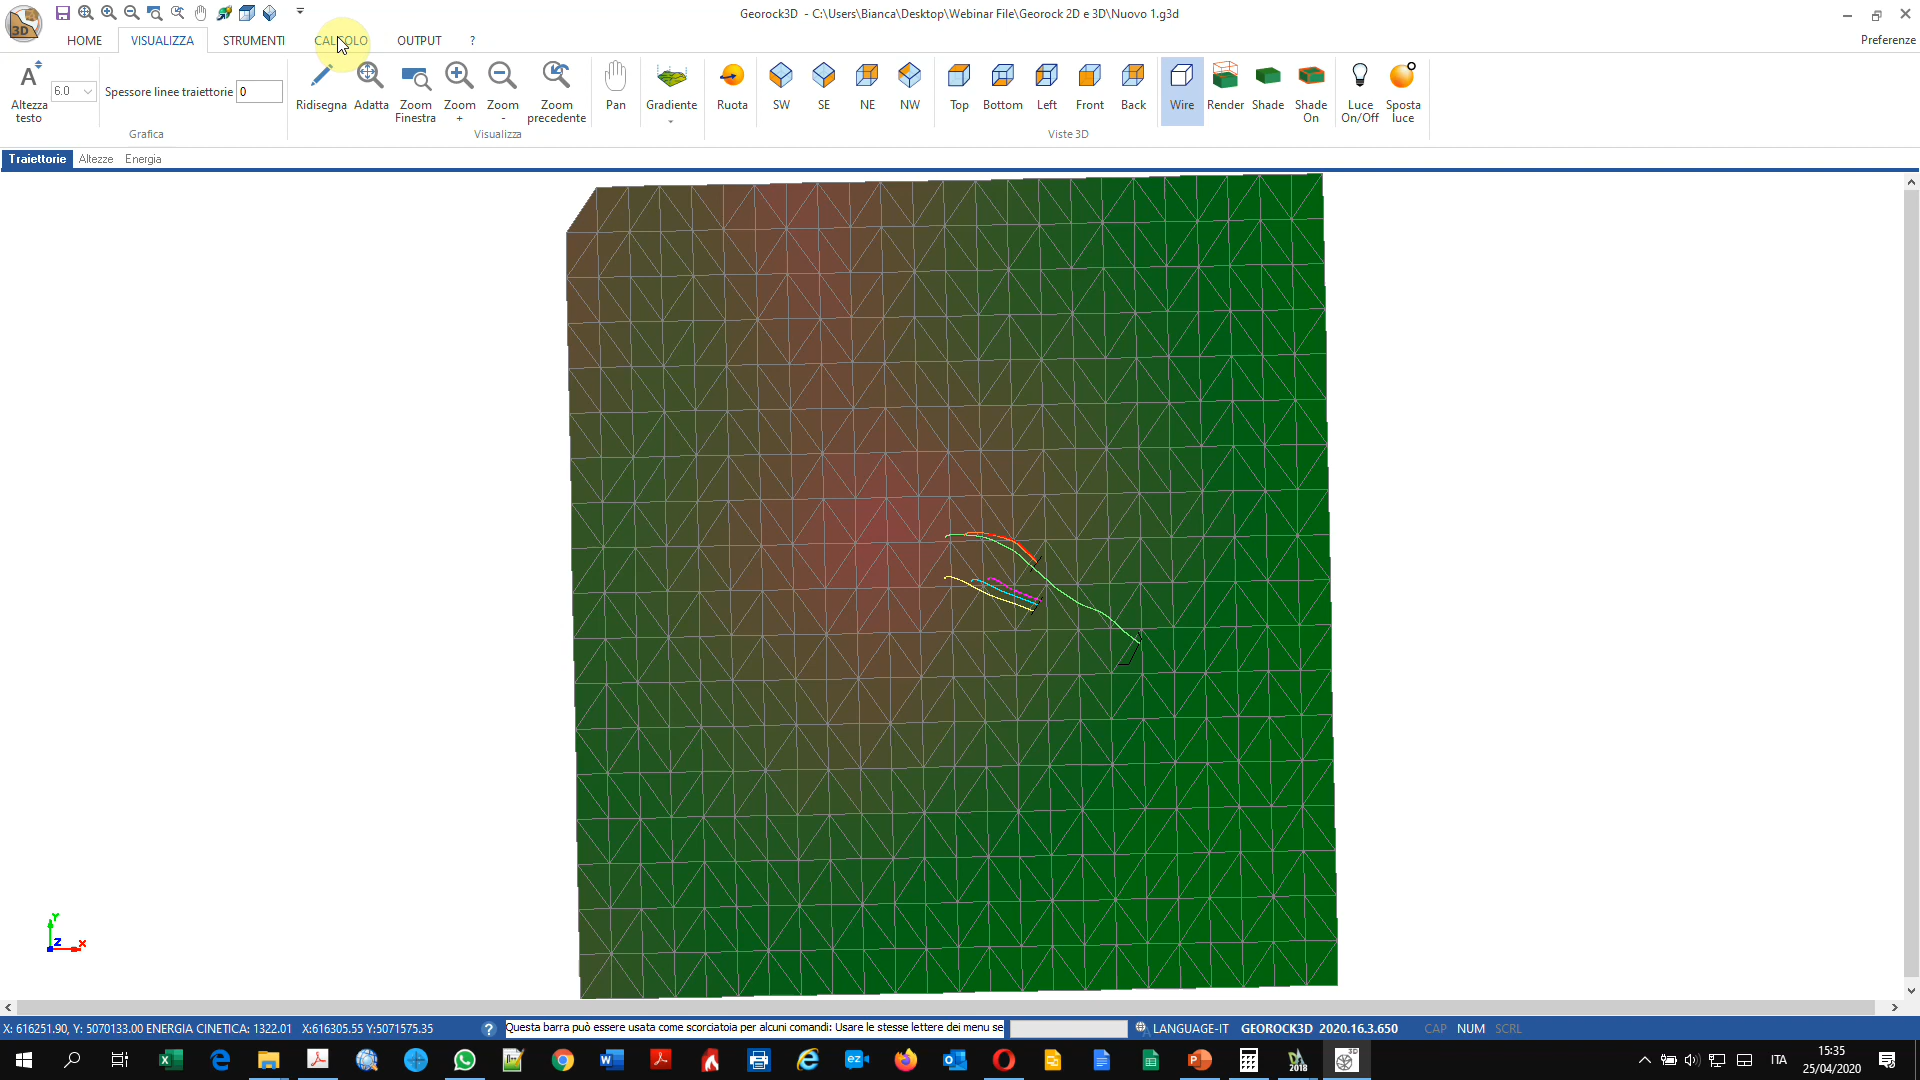 Georock3D - C:\Users\Bianca\Desktop\Webinar File\Georock 2D e 3D\Nuovo 1.g3d
HOME VISUALIZZA STRUMENTI CALCOLO OUTPUT ?
Preferenze
Altezza testo
6.0
Spessore linee traiettorie 0
Ridisegna
Adatta
Zoom Finestra
Zoom +
Zoom -
Zoom precedente
Pan
Gradiente
Ruota
SW
SE
NE
NW
Top
Bottom
Left
Front
Back
Wire
Render
Shade
Shade On
Luce On/Off
Sposta luce
Grafica
Visualizza
Viste 3D
Traiettorie Altezze Energia
Y
Z
X
X: 616251.90, Y: 5070133.00 ENERGIA CINETICA: 1322.01 X:616305.55 Y:5071575.35
Questa barra può essere usata come scorciatoia per alcuni comandi: Usare le stesse lettere dei menu se
LANGUAGE-IT GEOROCK3D 2020.16.3.650 CAP NUM SCRL
ITA
15:35
25/04/2020